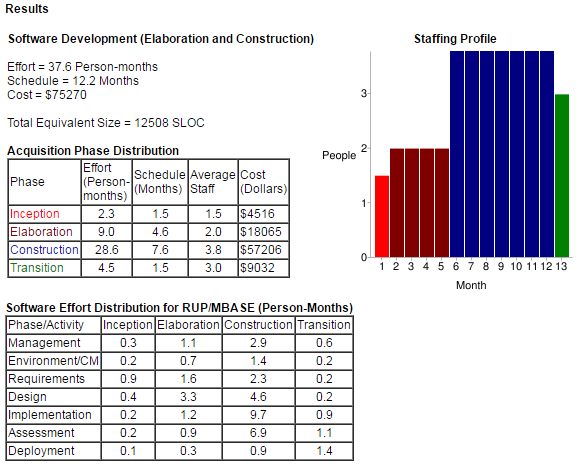 Results
Software Development (Elaboration and Construction)
Effort = 37.6 Person-months
Schedule = 12.2 Months
Cost = $75270
Total Equivalent Size = 12508 SLOC
Acquisition Phase Distribution
Phase Effort (Person-months) Schedule (Months) Average Staff Cost (Dollars)
Inception 2.3 1.5 1.5 $4516
Elaboration 9.0 4.6 2.0 $18065
Construction 28.6 7.6 3.8 $57206
Transition 4.5 1.5 3.0 $9032
Staffing Profile
3
2
People
1
0
1 2 3 4 5 6 7 8 9 10 11 12 13
Month
Software Effort Distribution for RUP/MBASE (Person-Months)
Phase/Activity Inception Elaboration Construction Transition
Management 0.3 1.1 2.9 0.6
Environment/CM 0.2 0.7 1.4 0.2
Requirements 0.9 1.6 2.3 0.2
Design 0.4 3.3 4.6 0.2
Implementation 0.2 1.2 9.7 0.9
Assessment 0.2 0.9 6.9 1.1
Deployment 0.1 0.3 0.9 1.4